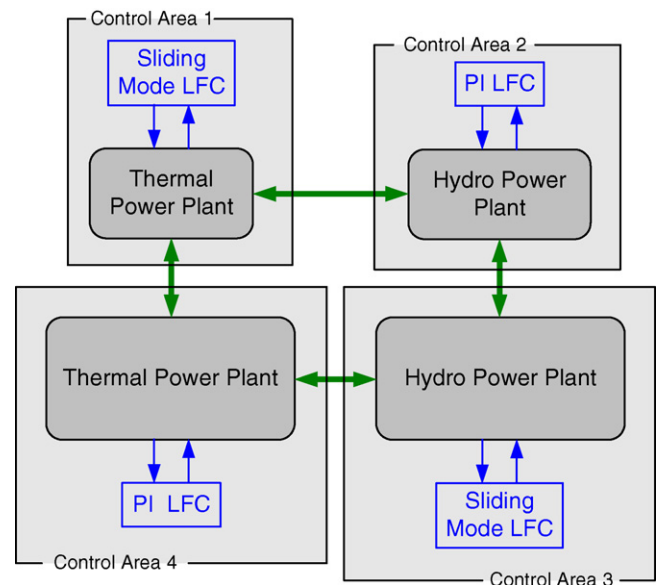 Control Area 1
Sliding
Mode LFC
Thermal
Power Plant
Control Area 2
PI LFC
Hydro Power
Plant
Thermal Power Plant
PI LFC
Control Area 4
Hydro Power Plant
Sliding
Mode LFC
Control Area 3